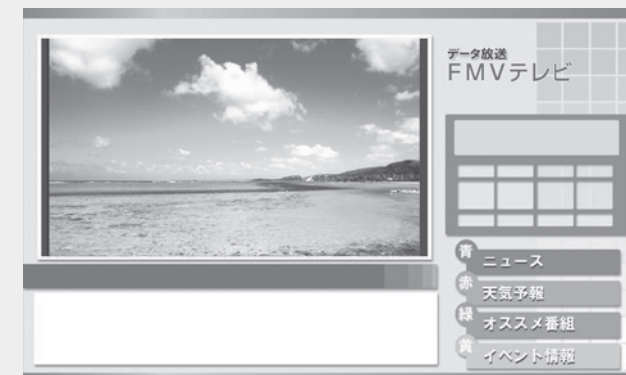 データ放送
FMVテレビ
青 ニュース
赤 天気予報
緑 オススメ番組
黄 イベント情報